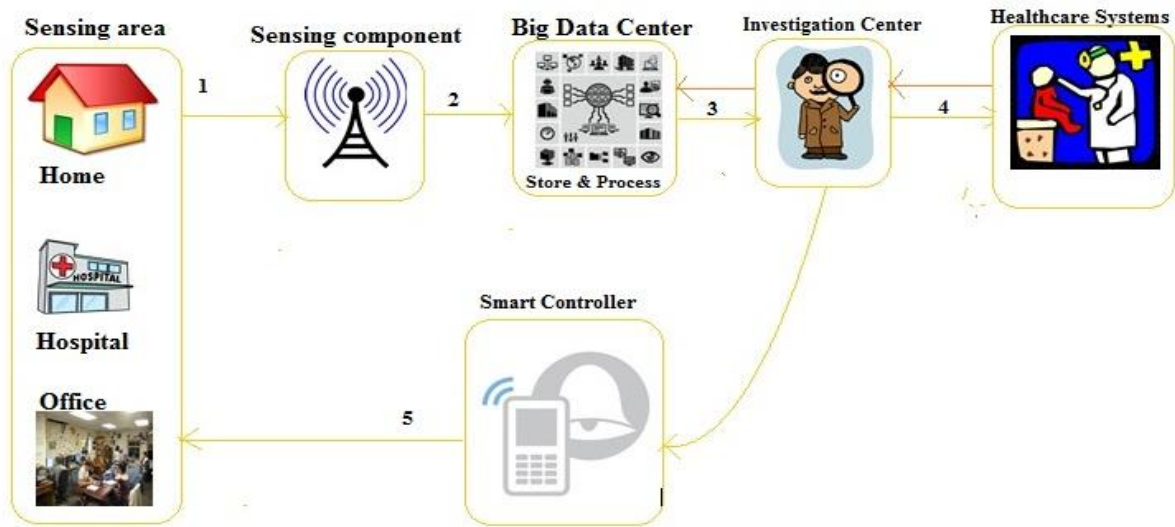 Sensing area
Sensing component
Big Data Center
Investigation Center
Healthcare Systems
1
2
3
4
Home
Store & Process
HOSPITAL
Hospital
Smart Controller
Office
5